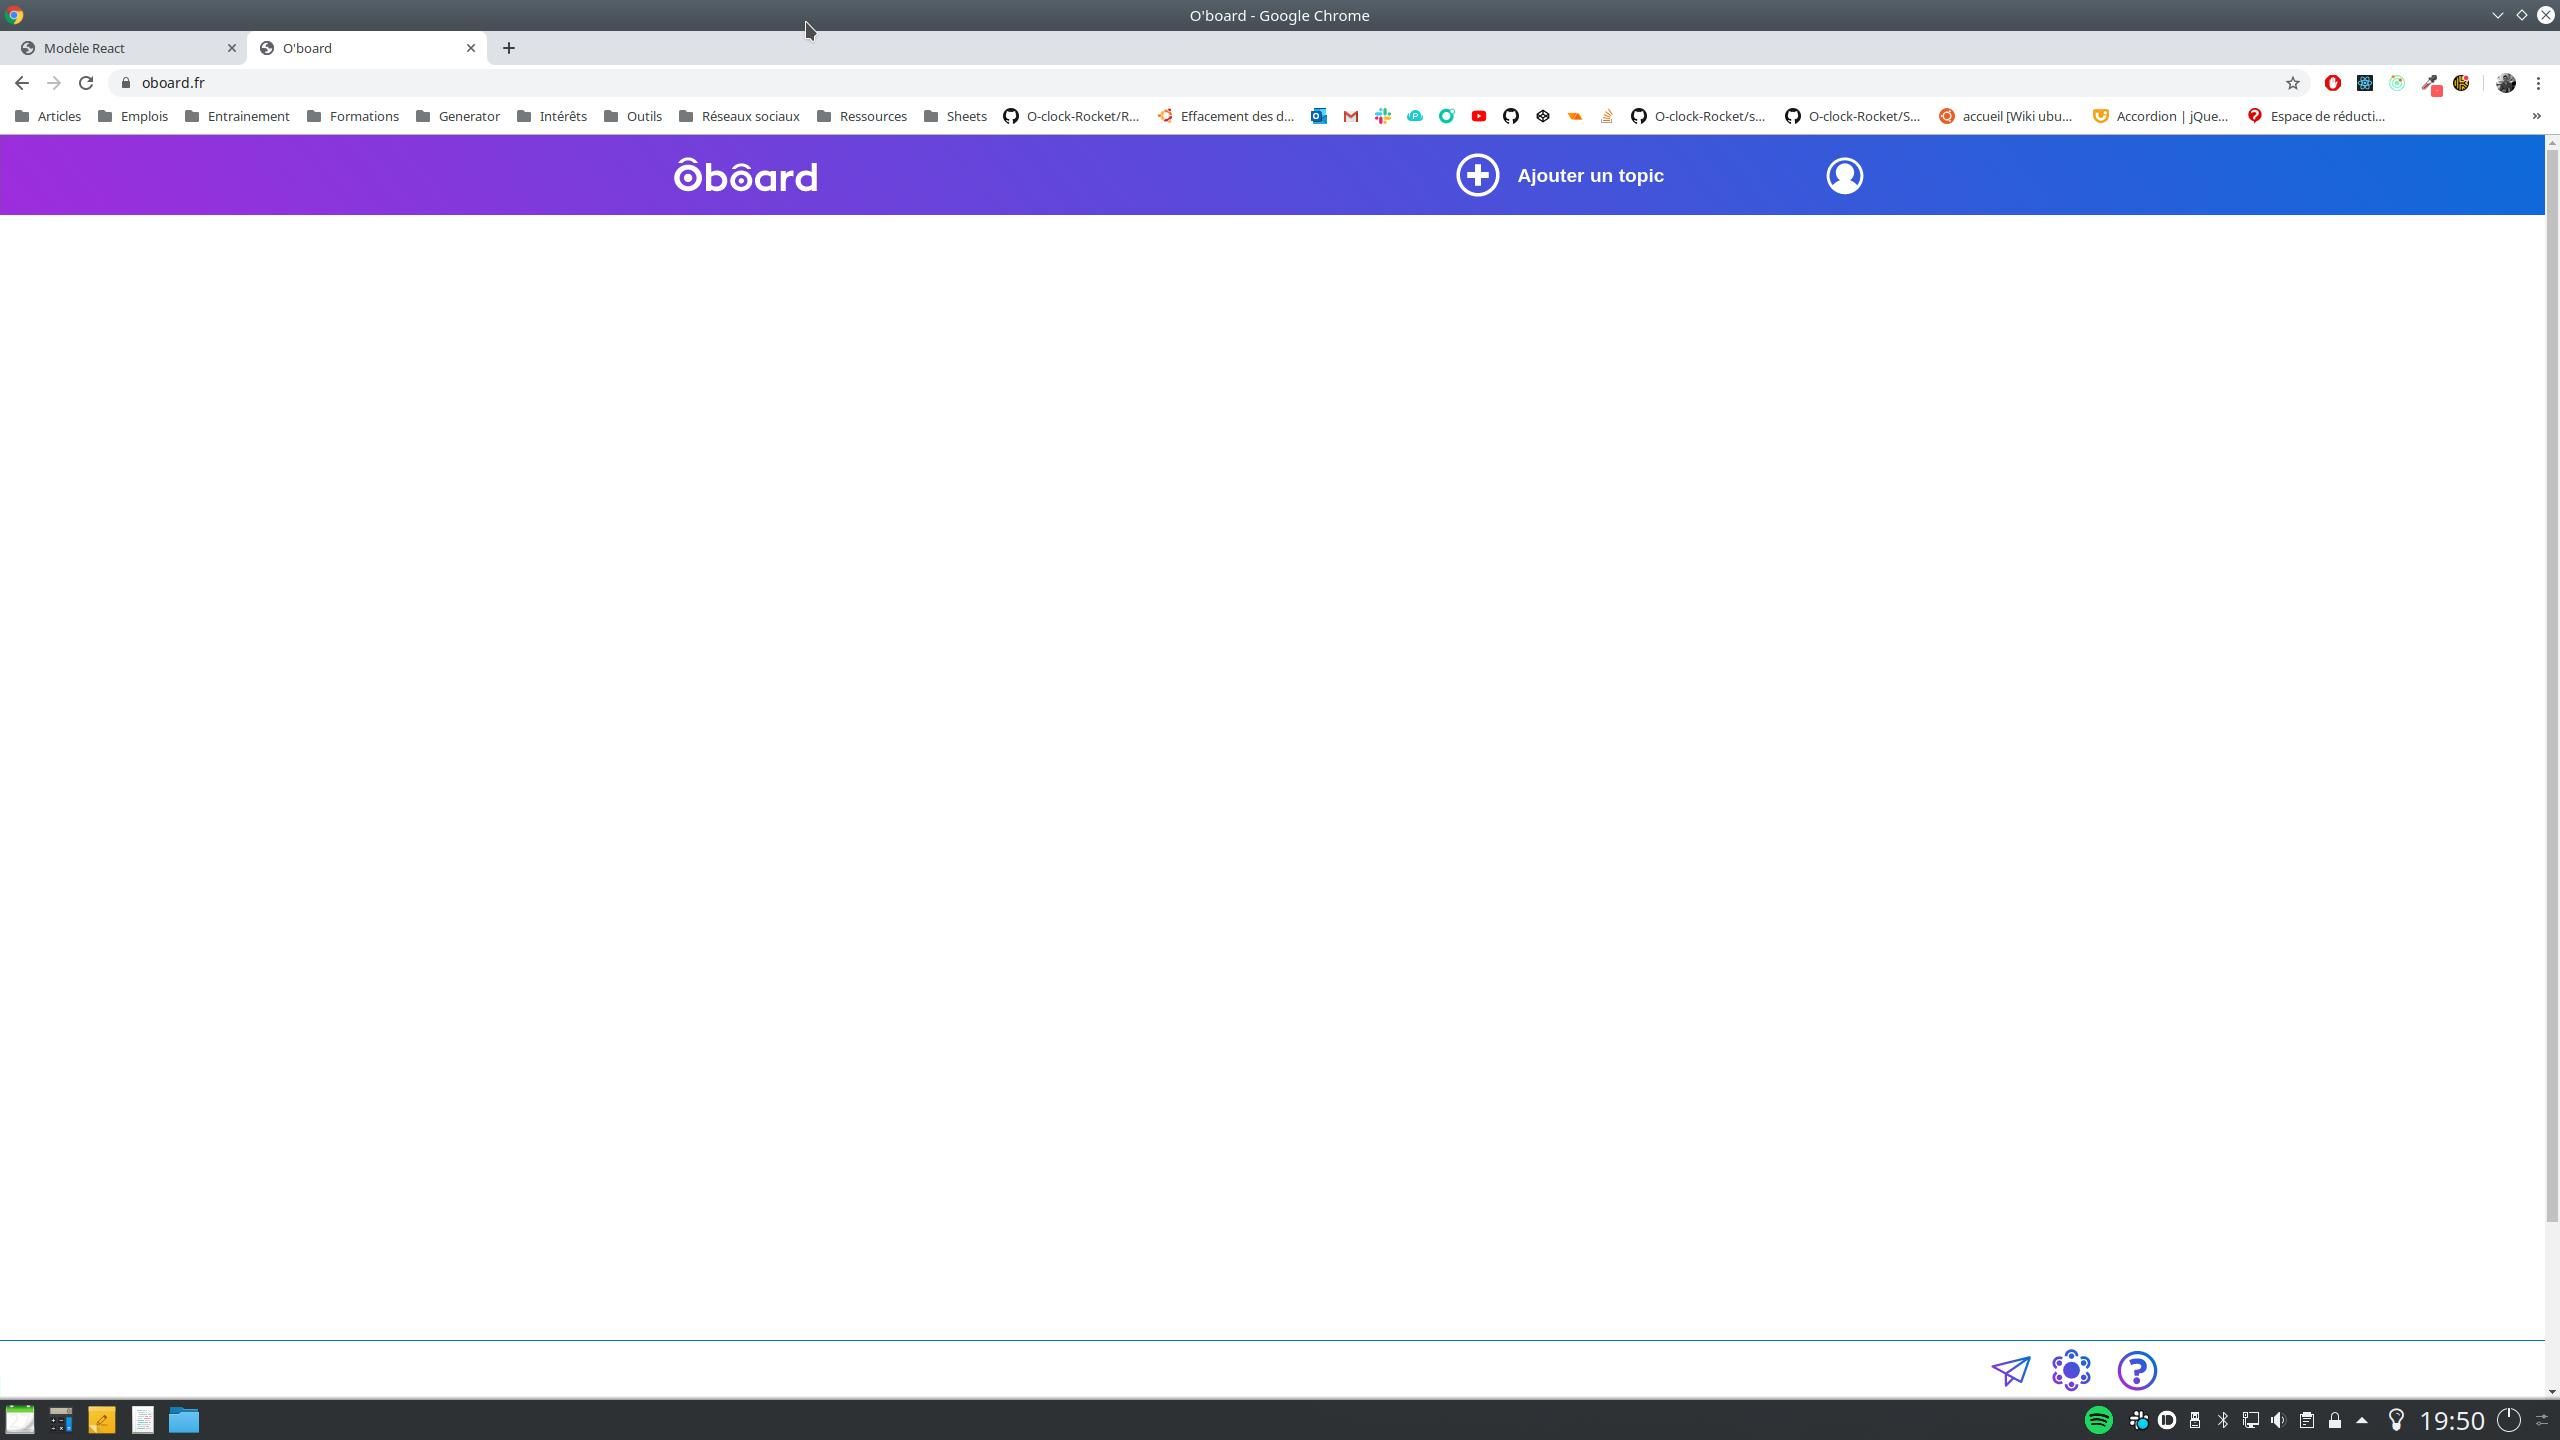 O'board - Google Chrome
Modèle React
O'board
oboard.fr
Articles
Emplois
Entrainement
Formations
Generator
Intérêts
Outils
Réseaux sociaux
Ressources
Sheets
O-clock-Rocket/R...
Effacement des d...
O-clock-Rocket/s...
O-clock-Rocket/S...
accueil [Wiki ubu...
Accordion | jQue...
Espace de réducti...
Ôbôard
Ajouter un topic
19:50